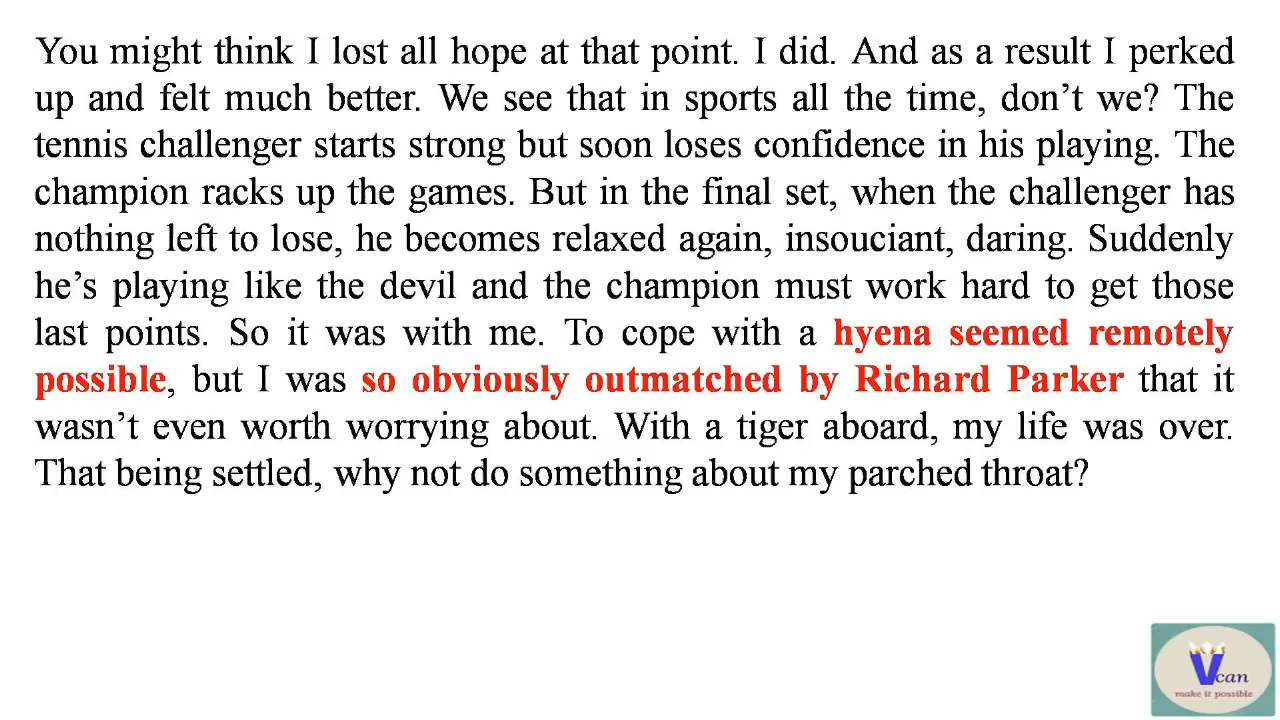 You might think I lost all hope at that point. I did. And as a result I perked
up and felt much better. We see that in sports all the time, don’t we? The
tennis challenger starts strong but soon loses confidence in his playing. The
champion racks up the games. But in the final set, when the challenger has
nothing left to lose, he becomes relaxed again, insouciant, daring. Suddenly
he’s playing like the devil and the champion must work hard to get those
last points. So it was with me. To cope with a hyena seemed remotely
possible, but I was so obviously outmatched by Richard Parker that it
wasn’t even worth worrying about. With a tiger aboard, my life was over.
That being settled, why not do something about my parched throat?
Vcan
make it possible